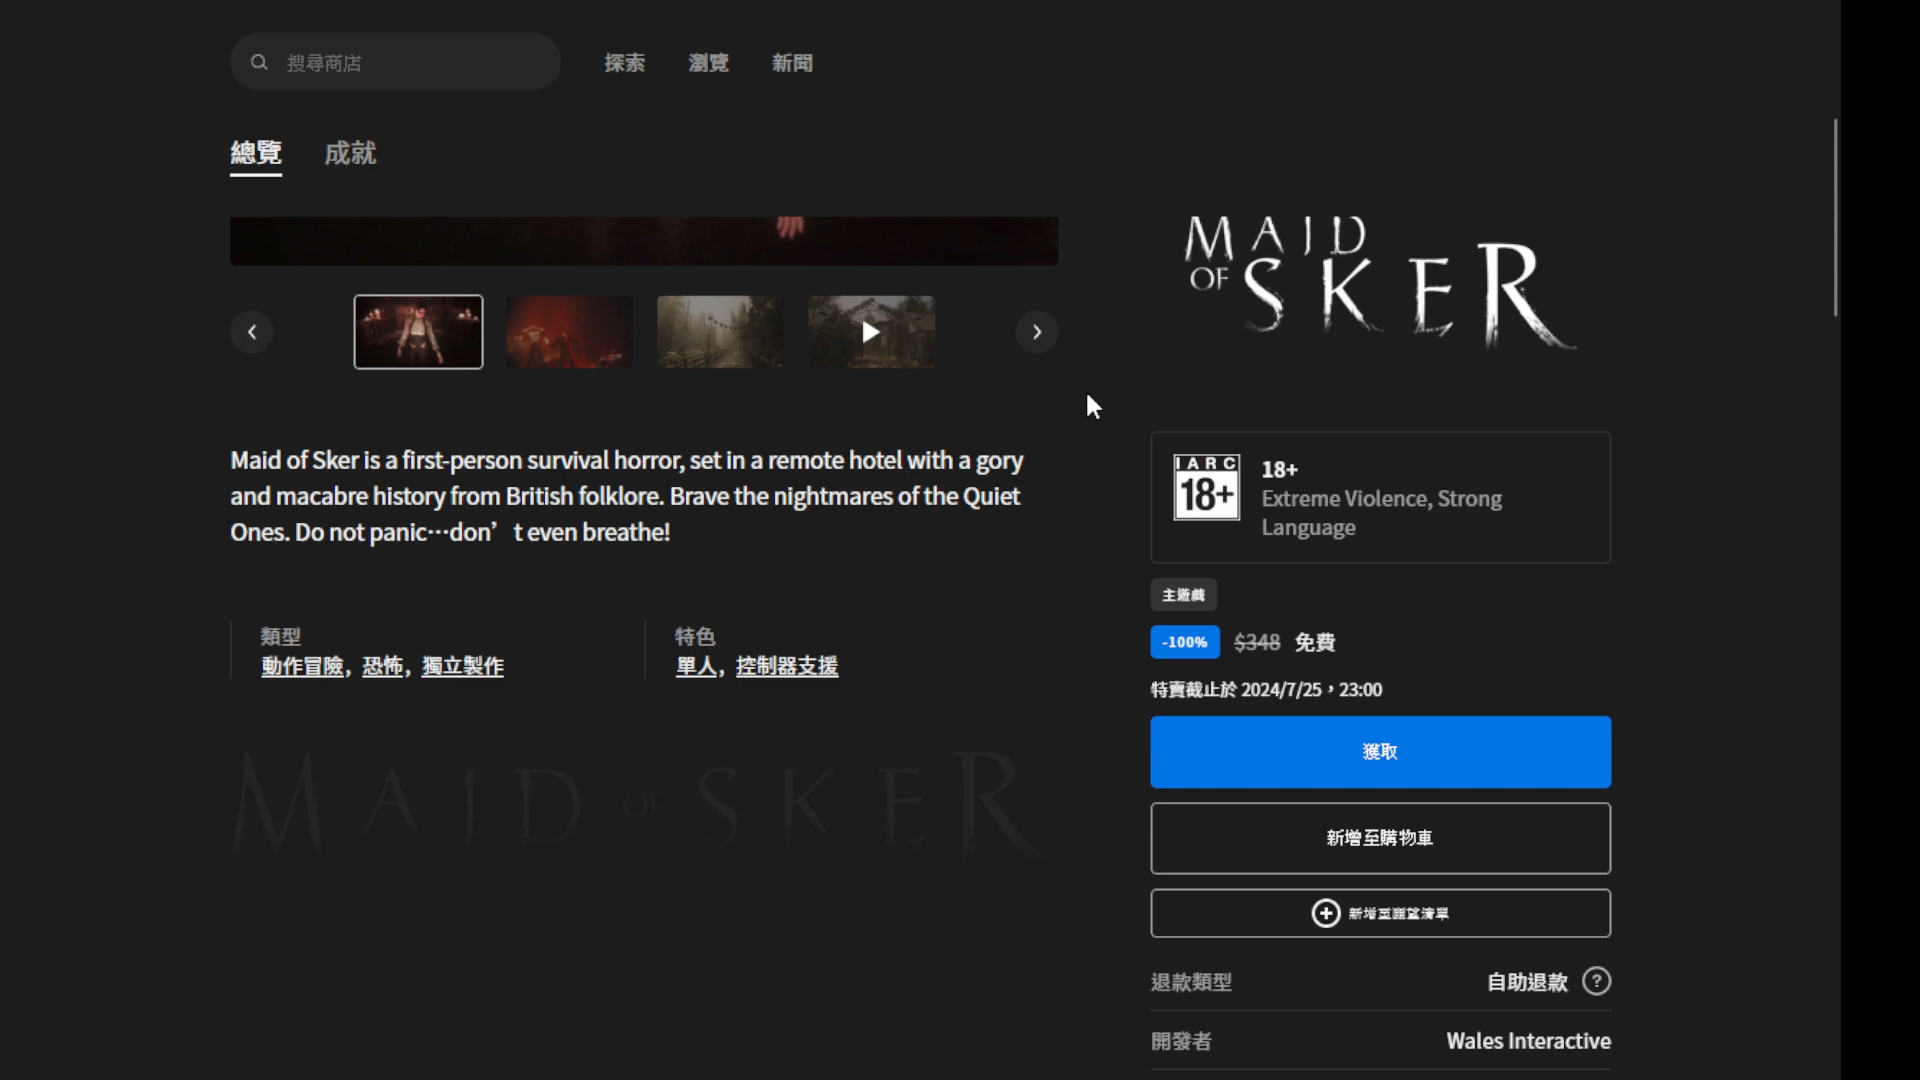 搜尋商店
探索
瀏覽
新聞
總覽
成就
MAID
OF SKER
Maid of Sker is a first-person survival horror, set in a remote hotel with a gory
and macabre history from British folklore. Brave the nightmares of the Quiet
Ones. Do not panic…don’t even breathe!
類型
動作冒險, 恐怖, 獨立製作
特色
單人, 控制器支援
MAID OF SKER
IARC
18+
18+
Extreme Violence, Strong
Language
主遊戲
-100% $348 免費
特賣截止於 2024/7/25，23:00
獲取
新增至購物車
新增至願望清單
退款類型
自助退款 ?
開發者
Wales Interactive